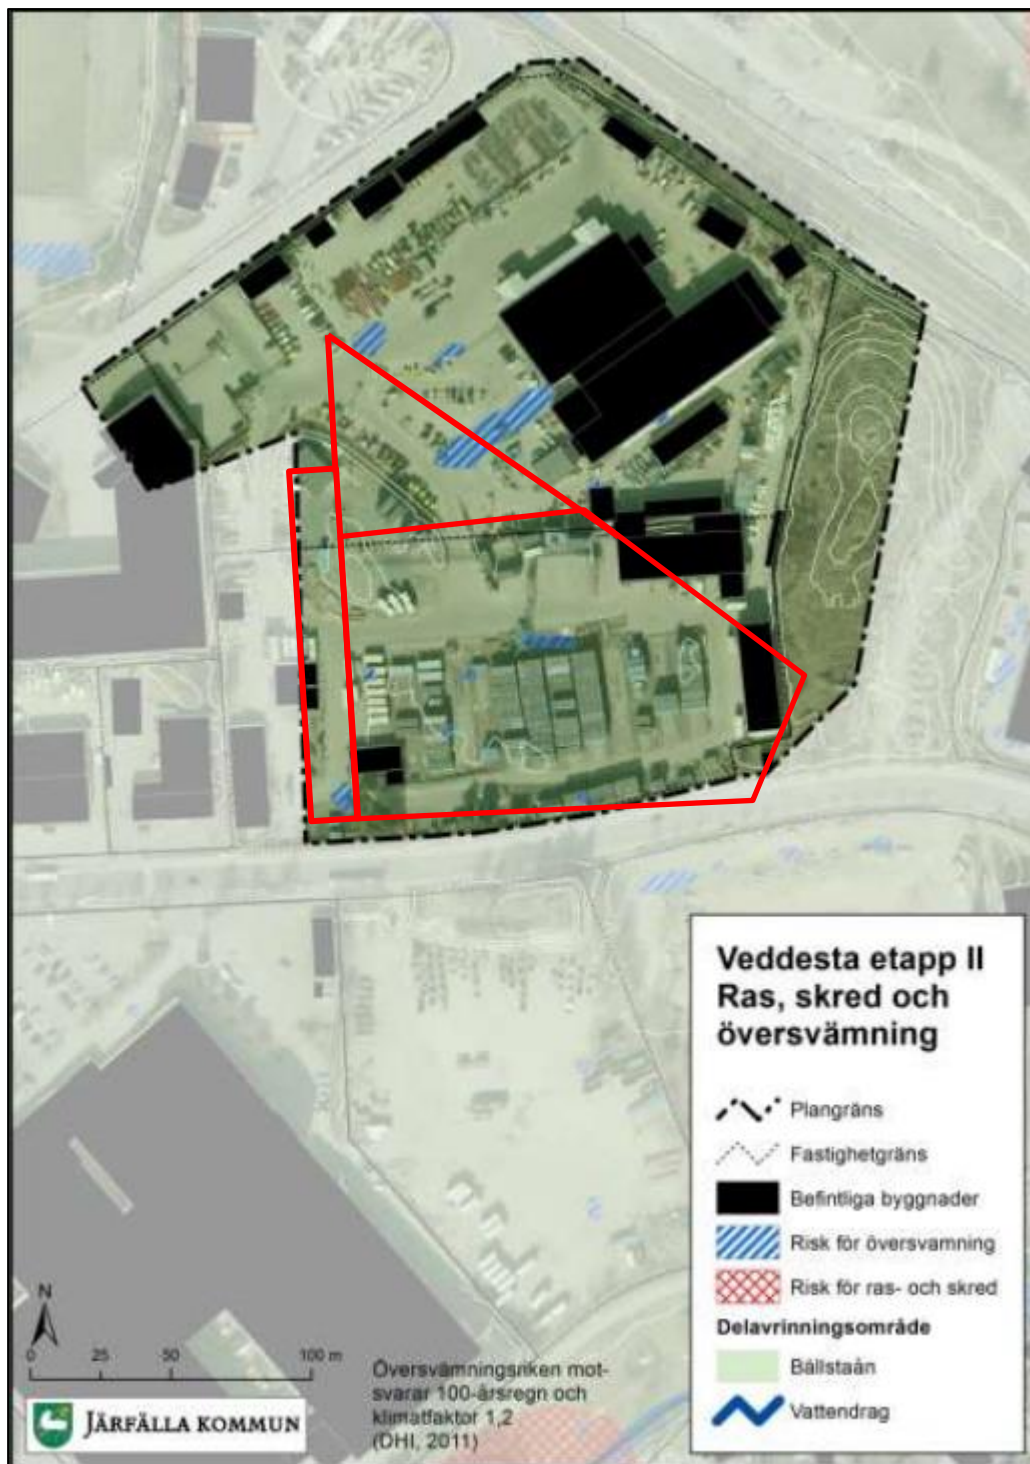 Veddesta etapp II
Ras, skred och
översvämning
Plangräns
Fastighetgräns
Befintliga byggnader
Risk för översvamning
Risk för ras- och skred
Delavrinningsområde
Bällstaån
Vattendrag
N
0 25 50 100 m
JÄRFÄLLA KOMMUN
Översvämningsriken mot-
svarar 100-årsregn och
klimatfaktor 1,2
(DHI, 2011)